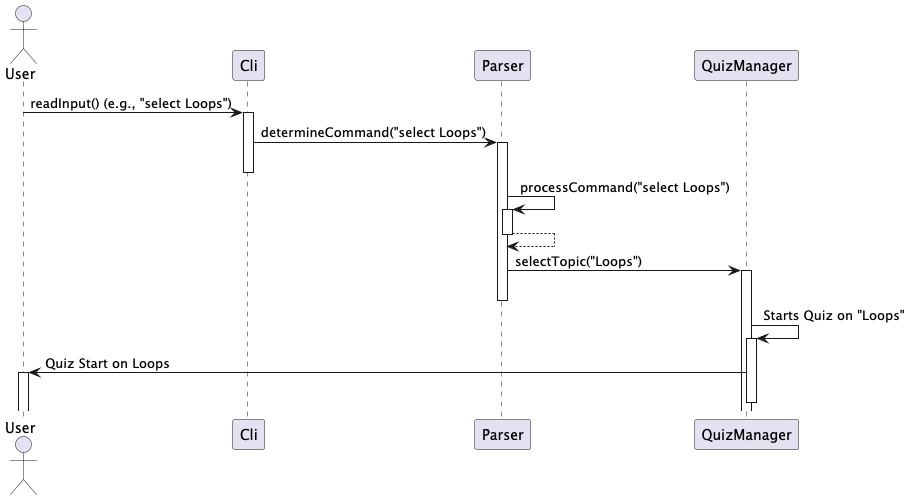 User
Cli
Parser
QuizManager
readInput() (e.g., "select Loops")
determineCommand("select Loops")
processCommand("select Loops")
selectTopic("Loops")
Starts Quiz on "Loops"
Quiz Start on Loops
User
Cli
Parser
QuizManager